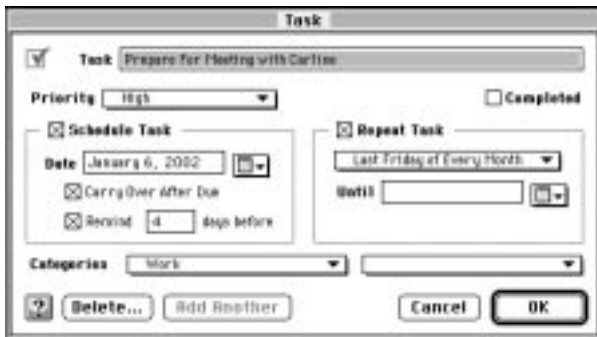 Task
Task Prepare for Meeting with Carline
Priority High Completed
Schedule Task Repeat Task
Date January 6, 2002 Last Friday of Every Month
Carry Over After Due Until
Remind 4 days before
Categories Work
? Delete... Add Another Cancel OK